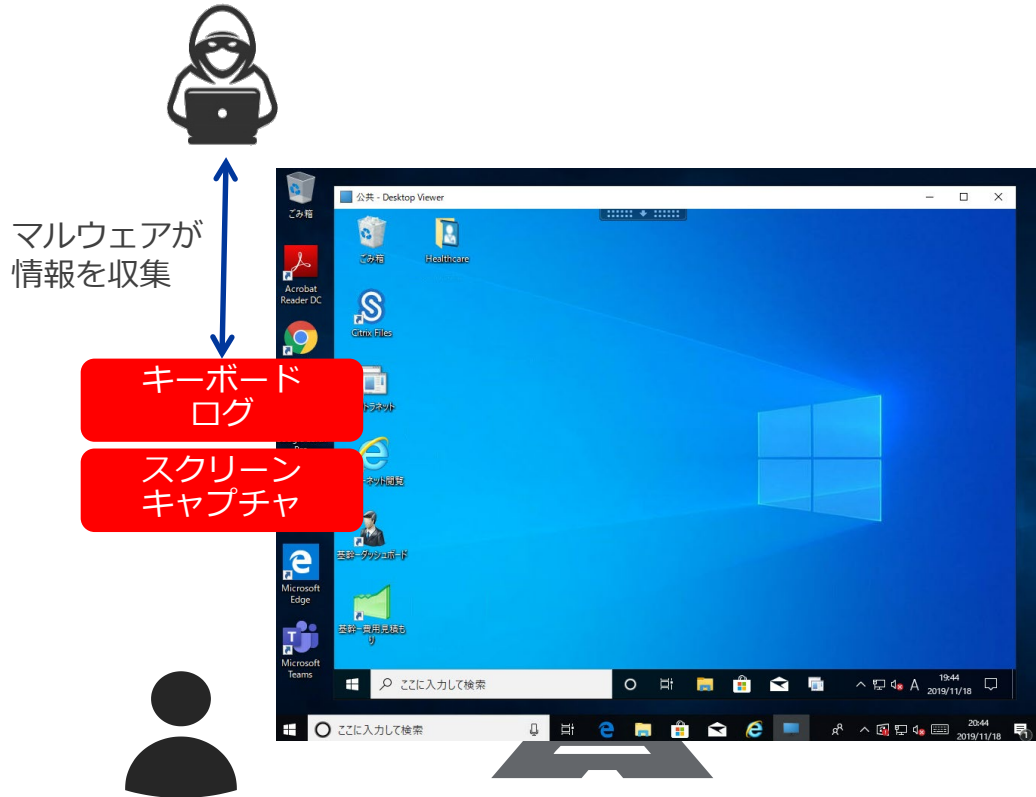 マルウェアが
情報を収集
キーボード
ログ
スクリーン
キャプチャ
ごみ箱
Acrobat
Reader DC
Microsoft
Edge
Microsoft
Teams
公共 - Desktop Viewer
ごみ箱
Healthcare
Citrix Files
トラネット
ーネット閲覧
基幹-ダッシュボード
基幹-費用見積も
り
ここに入力して検索
A
19:44
2019/11/18
ここに入力して検索
20:44
2019/11/18
1